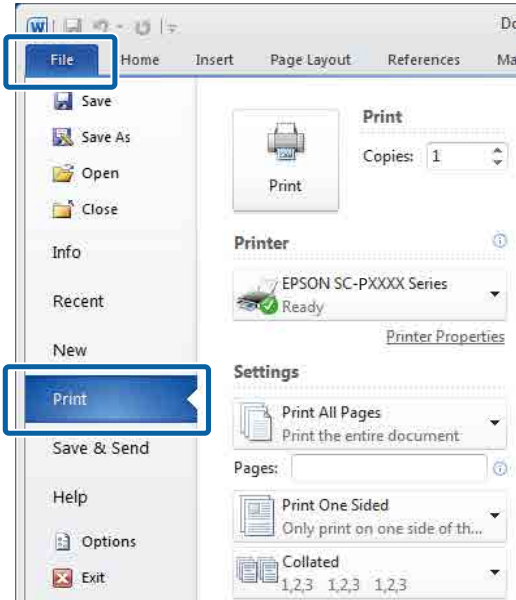 W
Do
File Home Insert Page Layout References Ma
Save
Save As
Open
Close
Info
Recent
New
Print
Save & Send
Help
Options
Exit
Print
Print
Copies: 1
Printer
EPSON SC-PXXXX Series
Ready
Printer Properties
Settings
Print All Pages
Print the entire document
Pages:
Print One Sided
Only print on one side of th...
Collated
1,2,3 1,2,3 1,2,3